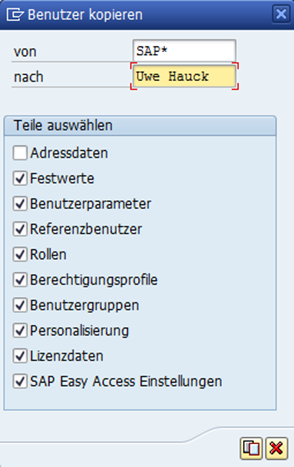 Benutzer kopieren
von SAP*
nach Uwe Hauck
Teile auswählen
Adressdaten
Festwerte
Benutzerparameter
Referenzbenutzer
Rollen
Berechtigungsprofile
Benutzergruppen
Personalisierung
Lizenzdaten
SAP Easy Access Einstellungen